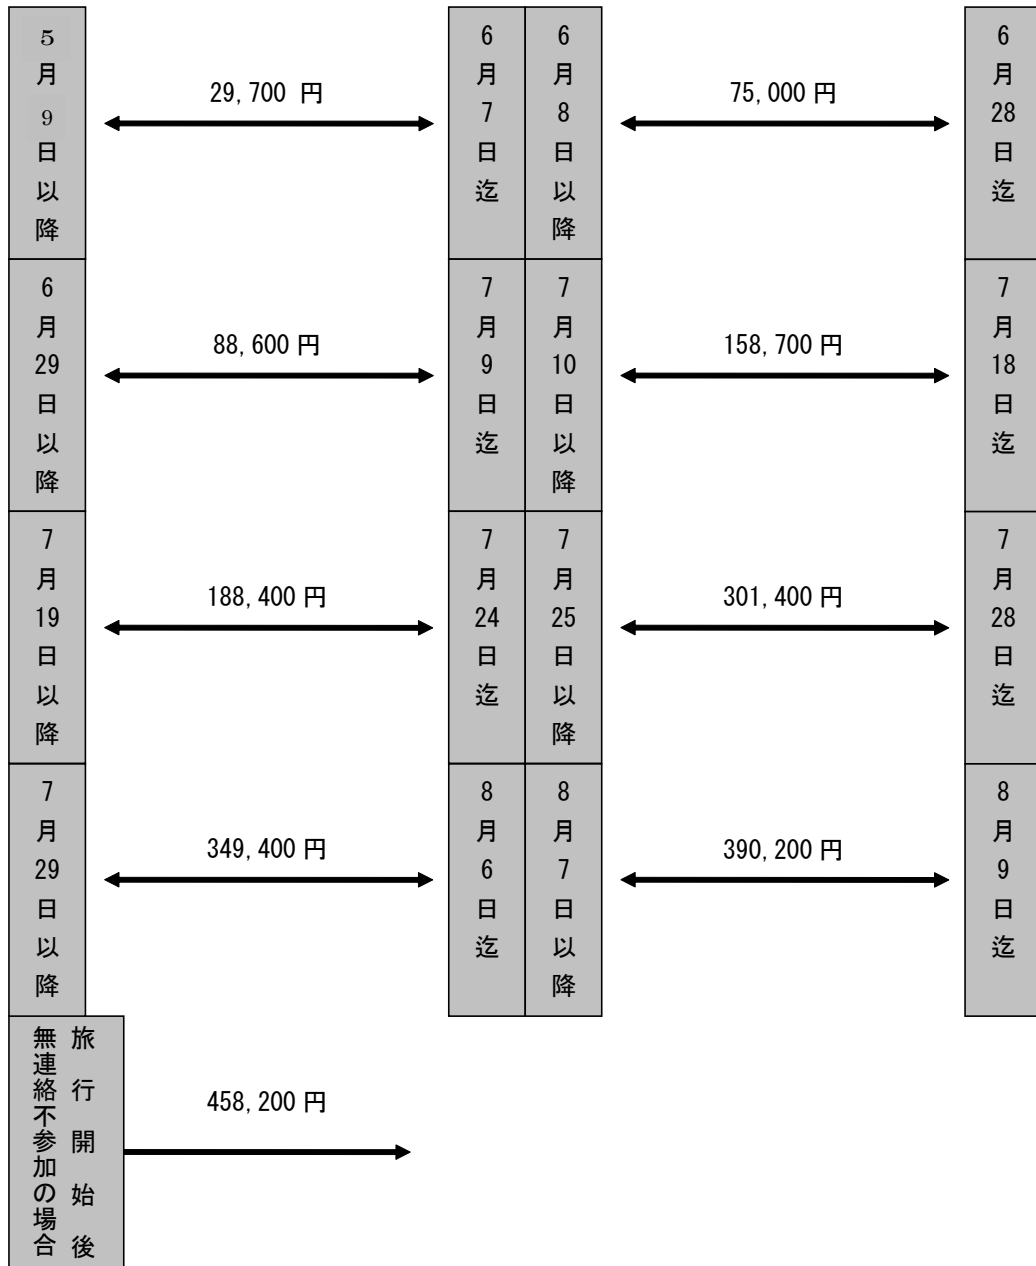 5月9日以降
29,700 円
6月7日迄
6月8日以降
75,000 円
6月28日迄
6月29日以降
88,600 円
7月9日迄
7月10日以降
158,700 円
7月18日迄
7月19日以降
188,400 円
7月24日迄
7月25日以降
301,400 円
7月28日迄
7月29日以降
349,400 円
8月6日迄
8月7日以降
390,200 円
8月9日迄
旅行開始後
無連絡不参加の場合
458,200 円